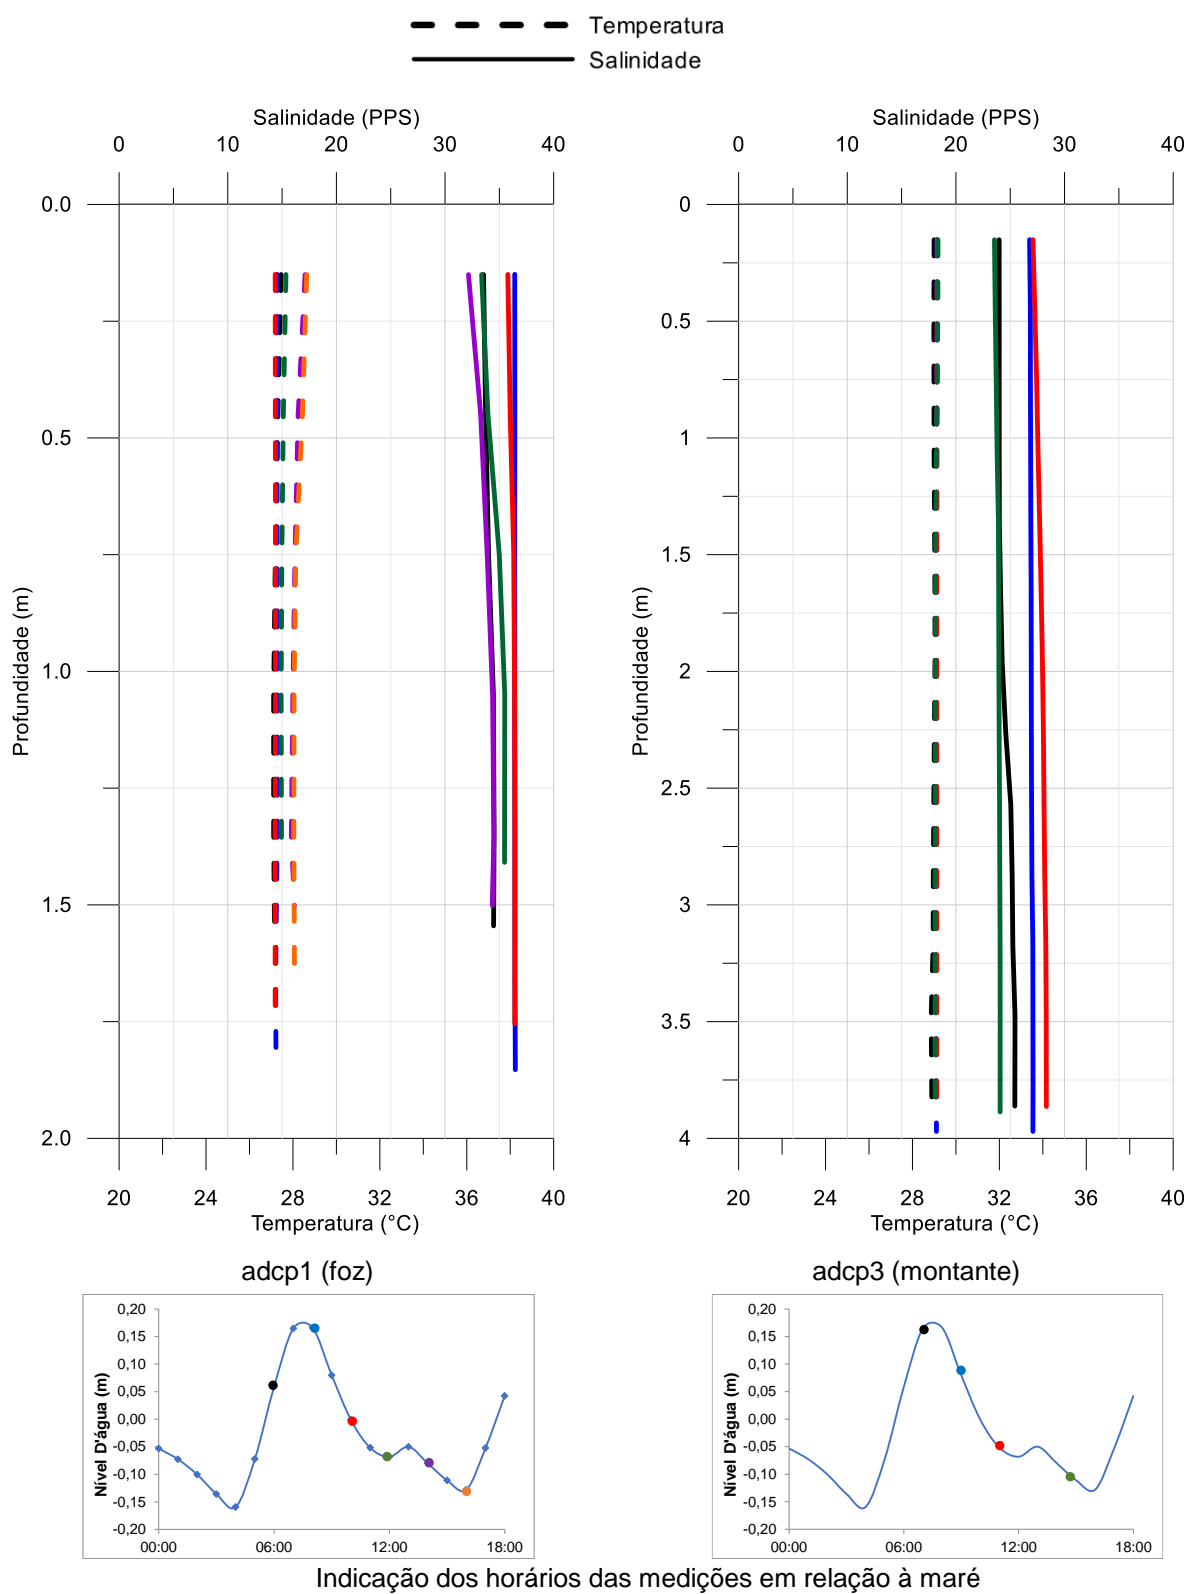 Temperatura
Salinidade
Salinidade (PPS)
0 10 20 30 40
0.0
0.5
1.0
1.5
2.0
Profundidade (m)
20 24 28 32 36 40
Temperatura (°C)
Salinidade (PPS)
0 10 20 30 40
0
0.5
1
1.5
2
2.5
3
3.5
4
Profundidade (m)
20 24 28 32 36 40
Temperatura (°C)
adcp1 (foz)
0,20
0,15
0,10
0,05
0,00
-0,05
-0,10
-0,15
-0,20
Nível D'água (m)
00:00 06:00 12:00 18:00
adcp3 (montante)
0,20
0,15
0,10
0,05
0,00
-0,05
-0,10
-0,15
-0,20
Nível D'água (m)
00:00 06:00 12:00 18:00
Indicação dos horários das medições em relação à maré